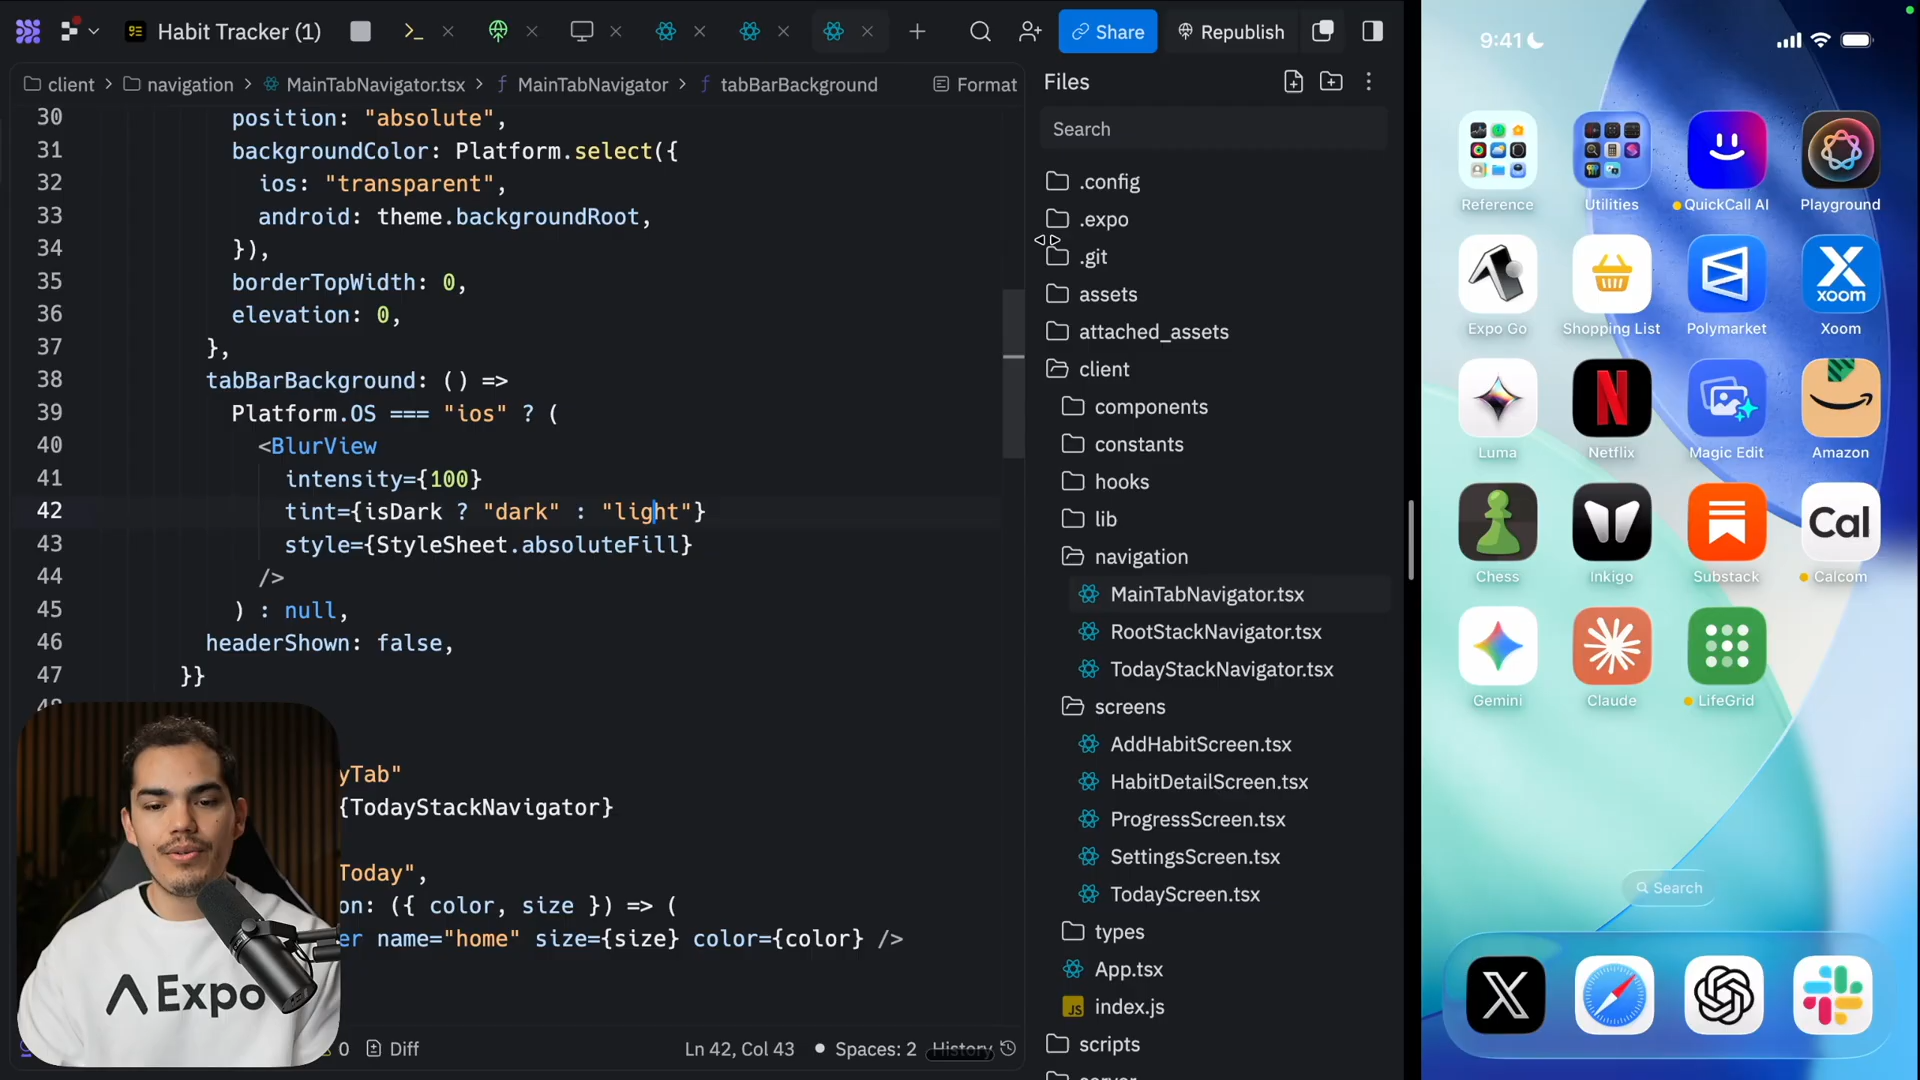 Habit Tracker (1)
Share
Republish
client
navigation
MainTabNavigator.tsx
MainTabNavigator
tabBarBackground
Format
30 position: "absolute",
31 backgroundColor: Platform.select({
32 ios: "transparent",
33 android: theme.backgroundRoot,
34 }),
35 borderTopWidth: 0,
36 elevation: 0,
37 },
38 tabBarBackground: () =>
39 Platform.OS === "ios" ? (
40 <BlurView
41 intensity={100}
42 tint={isDark ? "dark" : "light"}
43 style={StyleSheet.absoluteFill}
44 />
45 ) : null,
46 headerShown: false,
47 }}
yTab"
{TodayStackNavigator}
Today",
on: ({ color, size }) => (
er name="home" size={size} color={color} />
Expo
0
Diff
Ln 42, Col 43
Spaces: 2
History
Files
Search
.config
.expo
.git
assets
attached_assets
client
components
constants
hooks
lib
navigation
MainTabNavigator.tsx
RootStackNavigator.tsx
TodayStackNavigator.tsx
screens
AddHabitScreen.tsx
HabitDetailScreen.tsx
ProgressScreen.tsx
SettingsScreen.tsx
TodayScreen.tsx
types
App.tsx
JS index.js
scripts
9:41
Reference
Utilities
QuickCall AI
Playground
xoom
Expo Go
Shopping List
Polymarket
Xoom
Luma
Netflix
Magic Edit
Amazon
Cal
Chess
Inkigo
Substack
Calcom
Gemini
Claude
LifeGrid
Search